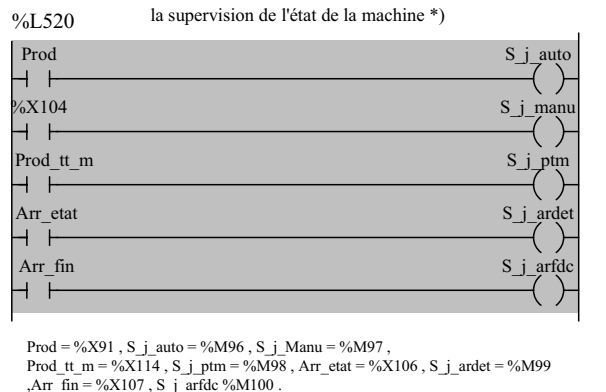 la supervision de l'état de la machine *)
%L520
Prod S_j_auto
%X104 S_j_manu
Prod_tt_m S_j_ptm
Arr_etat S_j_ardet
Arr_fin S_j_arfdc
Prod = %X91 , S_j_auto = %M96 , S_j_Manu = %M97 ,
Prod_tt_m = %X114 , S_j_ptm = %M98 , Arr_etat = %X106 , S_j_ardet = %M99
,Arr_fin = %X107 , S_j_arfdc %M100 .